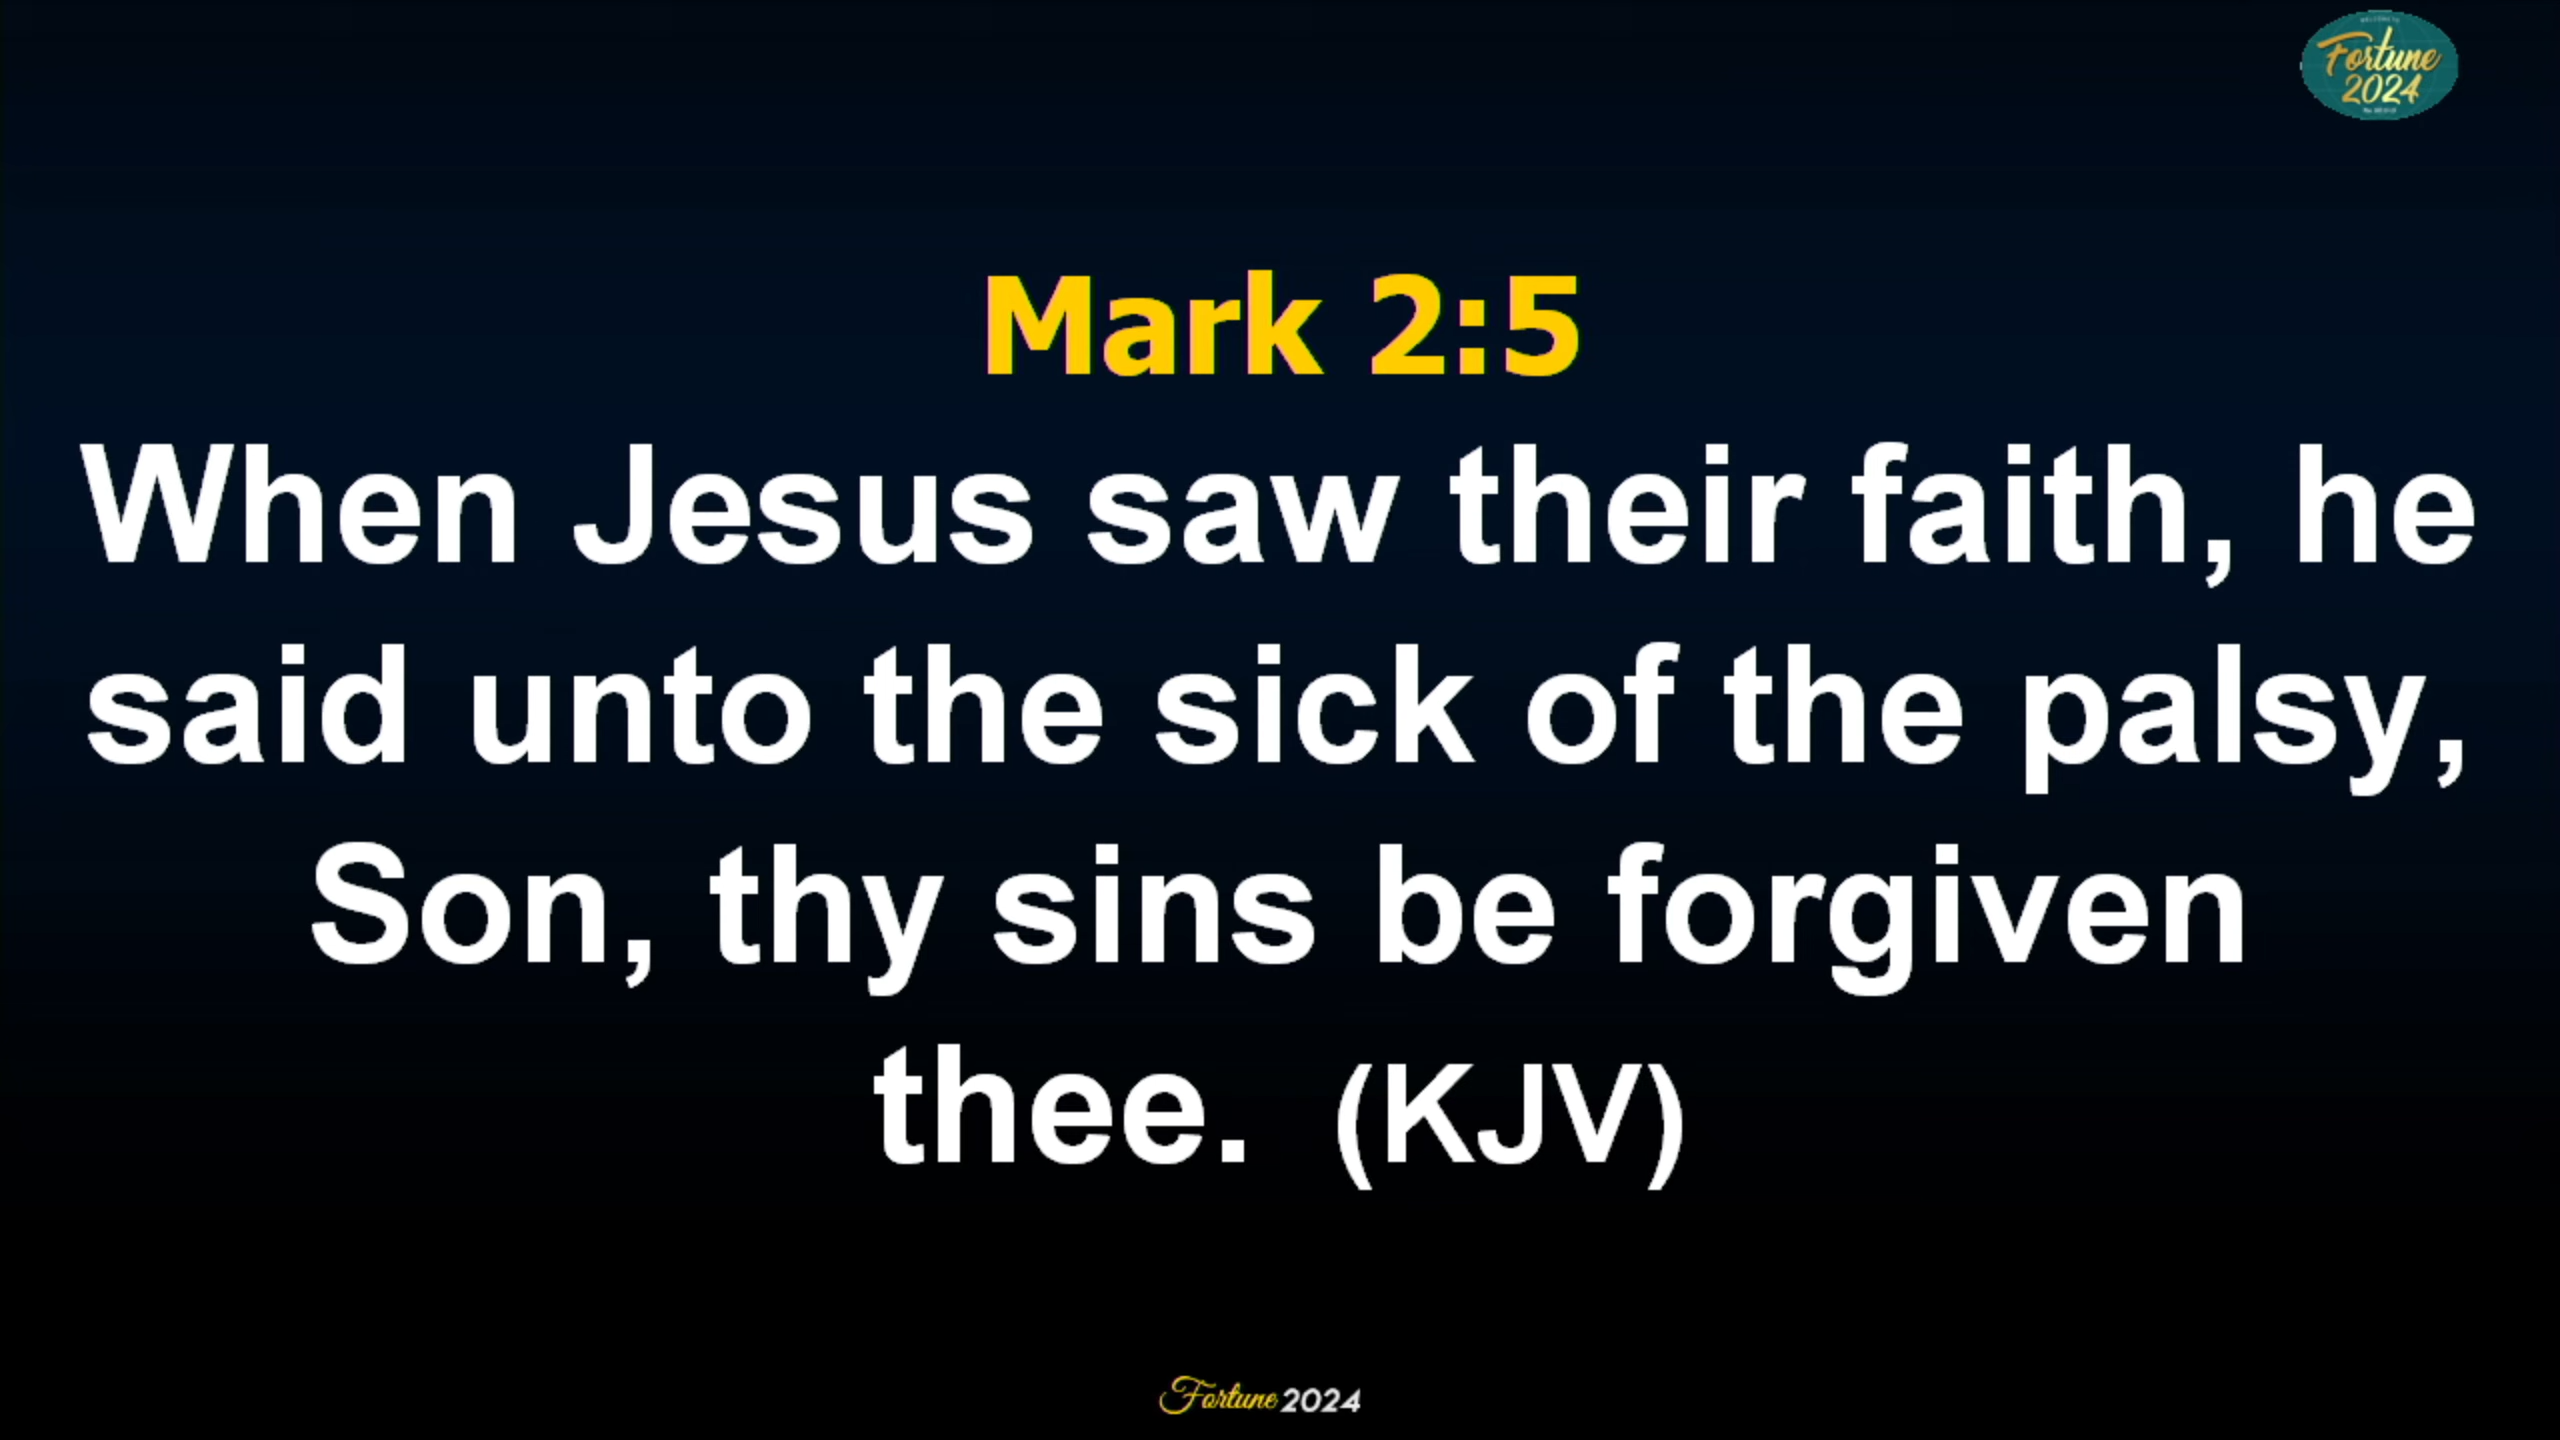 Fortune
2024
Mark 2:5
When Jesus saw their faith, he
said unto the sick of the palsy,
Son, thy sins be forgiven
thee. (KJV)
Fortune 2024